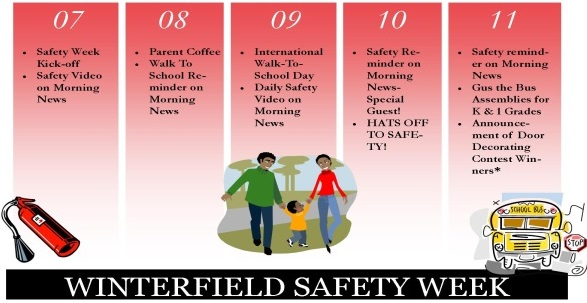 07
• Safety Week
Kick-off
• Safety Video
on Morning
News
08
• Parent Coffee
• Walk To
School Re-
minder on
Morning
News
09
• International
Walk-To-
School Day
• Daily Safety
Video on
Morning
News
10
• Safety Re-
minder on
Morning
News-
Special
Guest!
• HATS OFF
TO SAFE-
TY!
11
• Safety remind-
er on Morning
News
• Gus the Bus
Assemblies for
K & 1 Grades
• Announce-
ment of Door
Decorating
Contest Win-
ners*
SCHOOL BUS
STOP
WINTERFIELD SAFETY WEEK